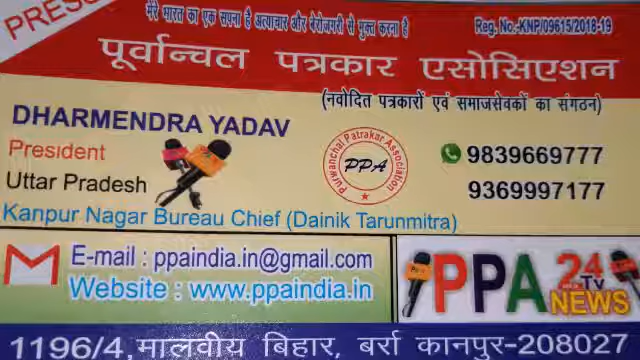 PRESS
मेरे भारत का एक सपना है अत्याचार और बेरोजगारी से मुक्त करना है
Reg. No.-KNP/09615/2018-19
पूर्वान्चल पत्रकार एसोसिएशन
(नवोदित पत्रकारों एवं समाजसेवकों का संगठन)
DHARMENDRA YADAV
President
Uttar Pradesh
Kanpur Nagar Bureau Chief (Dainik Tarunmitra)
Purwanchal Patrakar Association
PPA
9839669777
9369997177
E-mail : ppaindia.in@gmail.com
Website : www.ppaindia.in
PPA 24
TV
NEWS
1196/4,मालवीय बिहार, बर्रा कानपुर-208027